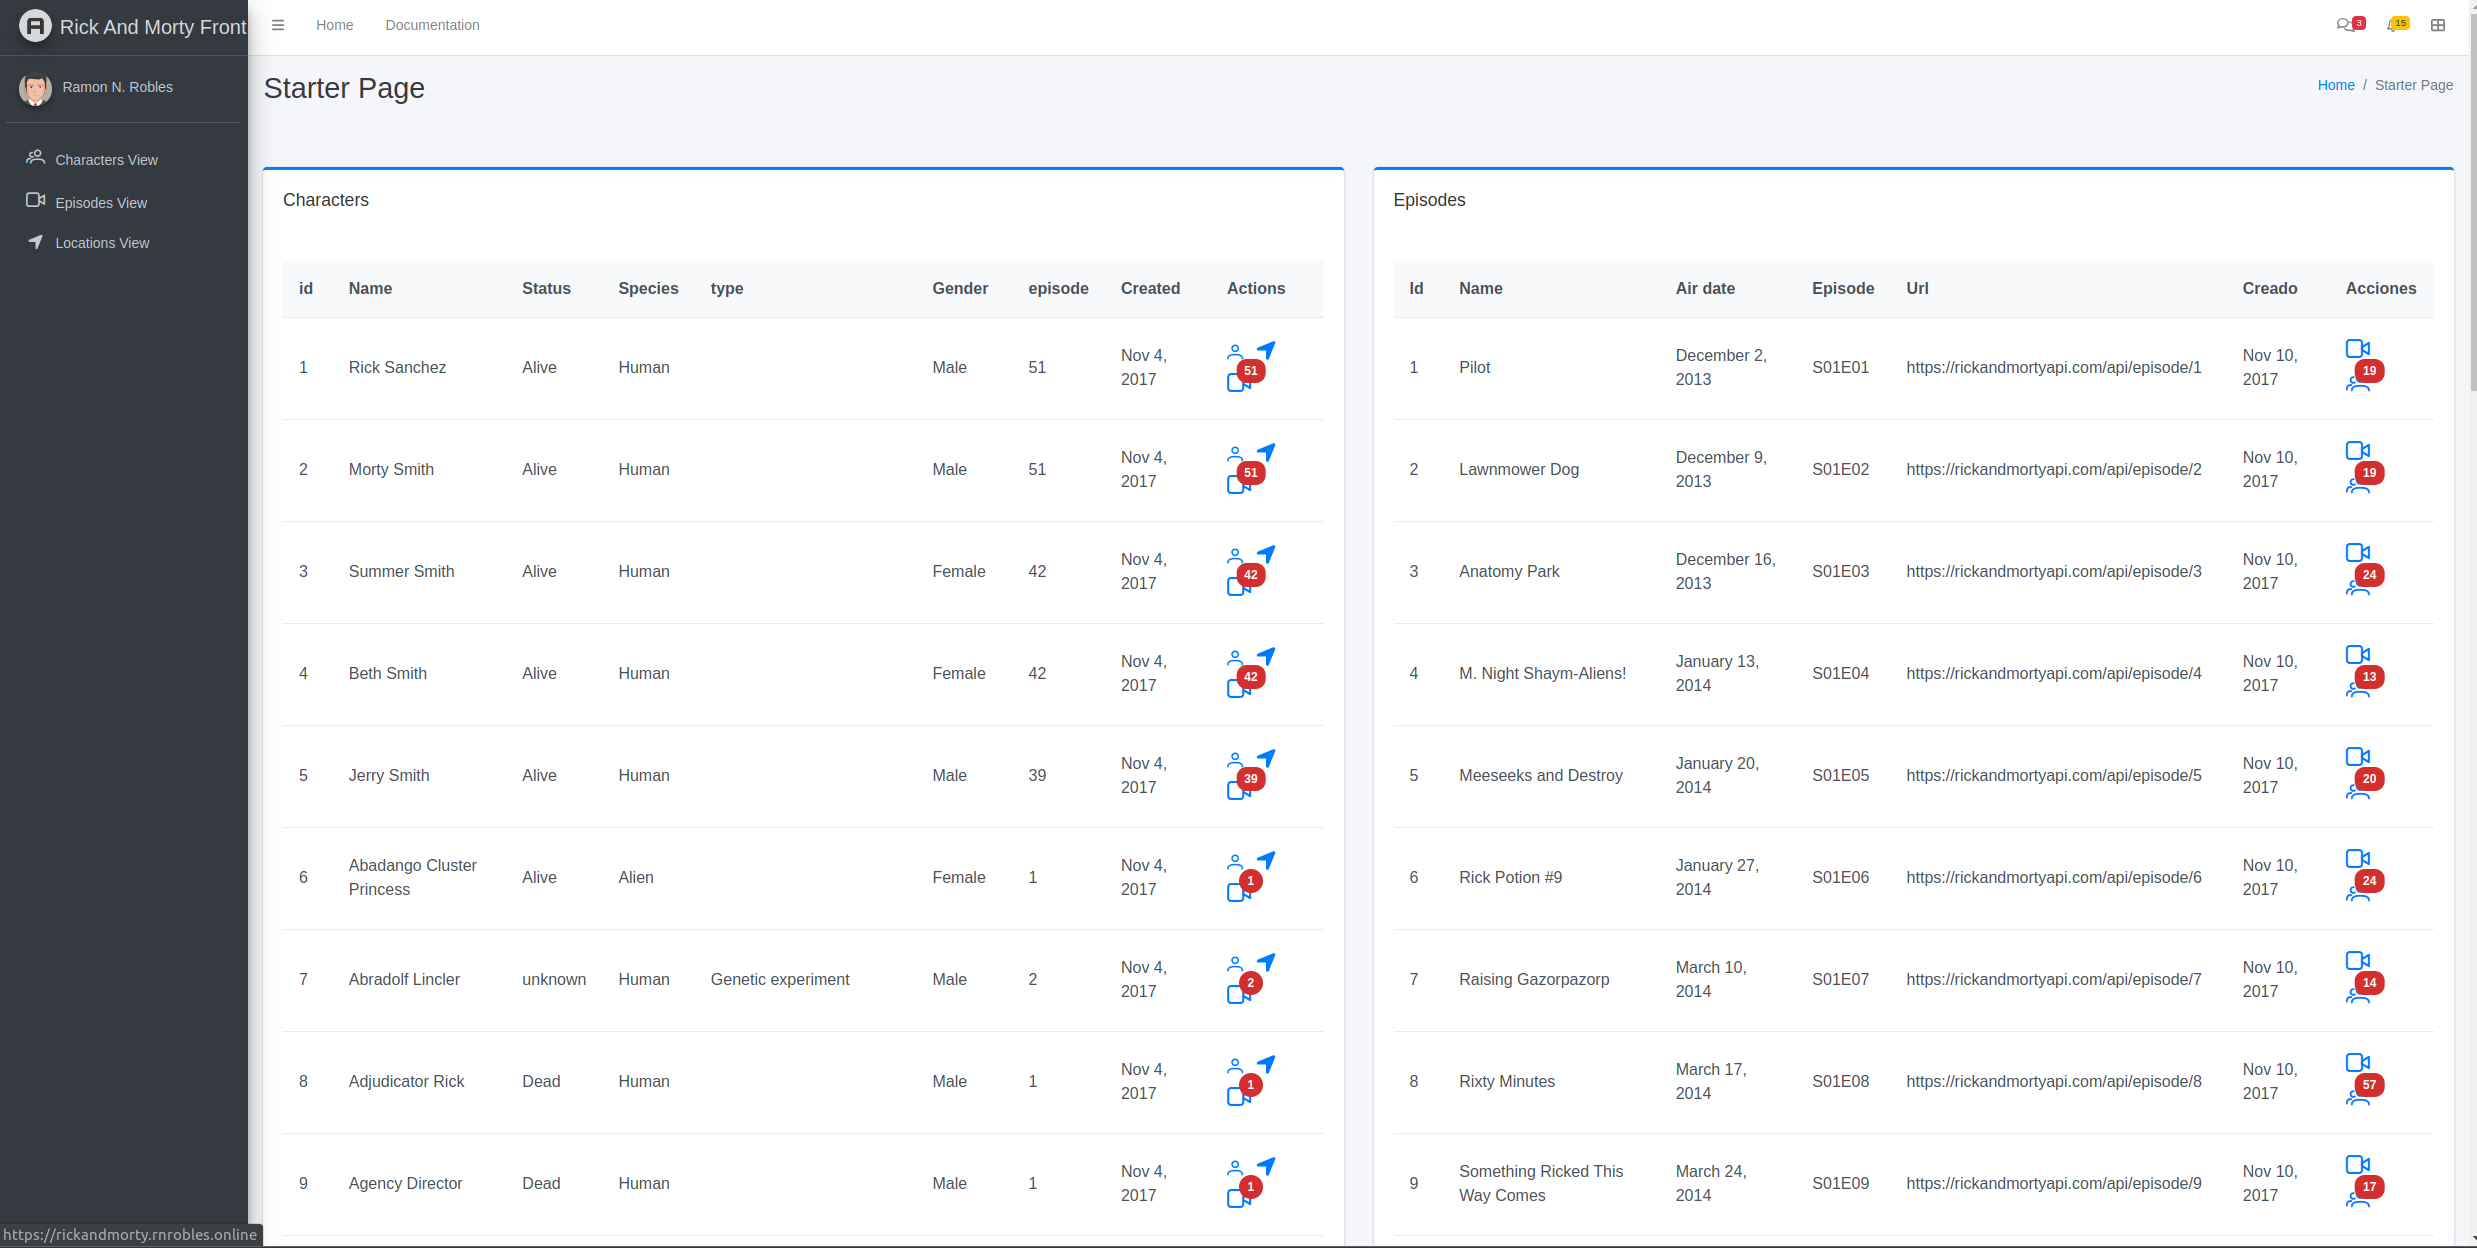 Rick And Morty Front
Home
Documentation
3
15
Ramon N. Robles
Characters View
Episodes View
Locations View
Starter Page
Home / Starter Page
Characters
id Name Status Species type Gender episode Created Actions
1 Rick Sanchez Alive Human Male 51 Nov 4, 2017 51
2 Morty Smith Alive Human Male 51 Nov 4, 2017 51
3 Summer Smith Alive Human Female 42 Nov 4, 2017 42
4 Beth Smith Alive Human Female 42 Nov 4, 2017 42
5 Jerry Smith Alive Human Male 39 Nov 4, 2017 39
6 Abadango Cluster Princess Alive Alien Female 1 Nov 4, 2017 1
7 Abradolf Lincler unknown Human Genetic experiment Male 2 Nov 4, 2017 2
8 Adjudicator Rick Dead Human Male 1 Nov 4, 2017 1
9 Agency Director Dead Human Male 1 Nov 4, 2017 1
Episodes
Id Name Air date Episode Url Creado Acciones
1 Pilot December 2, 2013 S01E01 https://rickandmortyapi.com/api/episode/1 Nov 10, 2017 19
2 Lawnmower Dog December 9, 2013 S01E02 https://rickandmortyapi.com/api/episode/2 Nov 10, 2017 19
3 Anatomy Park December 16, 2013 S01E03 https://rickandmortyapi.com/api/episode/3 Nov 10, 2017 24
4 M. Night Shaym-Aliens! January 13, 2014 S01E04 https://rickandmortyapi.com/api/episode/4 Nov 10, 2017 13
5 Meeseeks and Destroy January 20, 2014 S01E05 https://rickandmortyapi.com/api/episode/5 Nov 10, 2017 20
6 Rick Potion #9 January 27, 2014 S01E06 https://rickandmortyapi.com/api/episode/6 Nov 10, 2017 24
7 Raising Gazorpazorp March 10, 2014 S01E07 https://rickandmortyapi.com/api/episode/7 Nov 10, 2017 14
8 Rixty Minutes March 17, 2014 S01E08 https://rickandmortyapi.com/api/episode/8 Nov 10, 2017 57
9 Something Ricked This Way Comes March 24, 2014 S01E09 https://rickandmortyapi.com/api/episode/9 Nov 10, 2017 17
https://rickandmorty.rnrobles.online